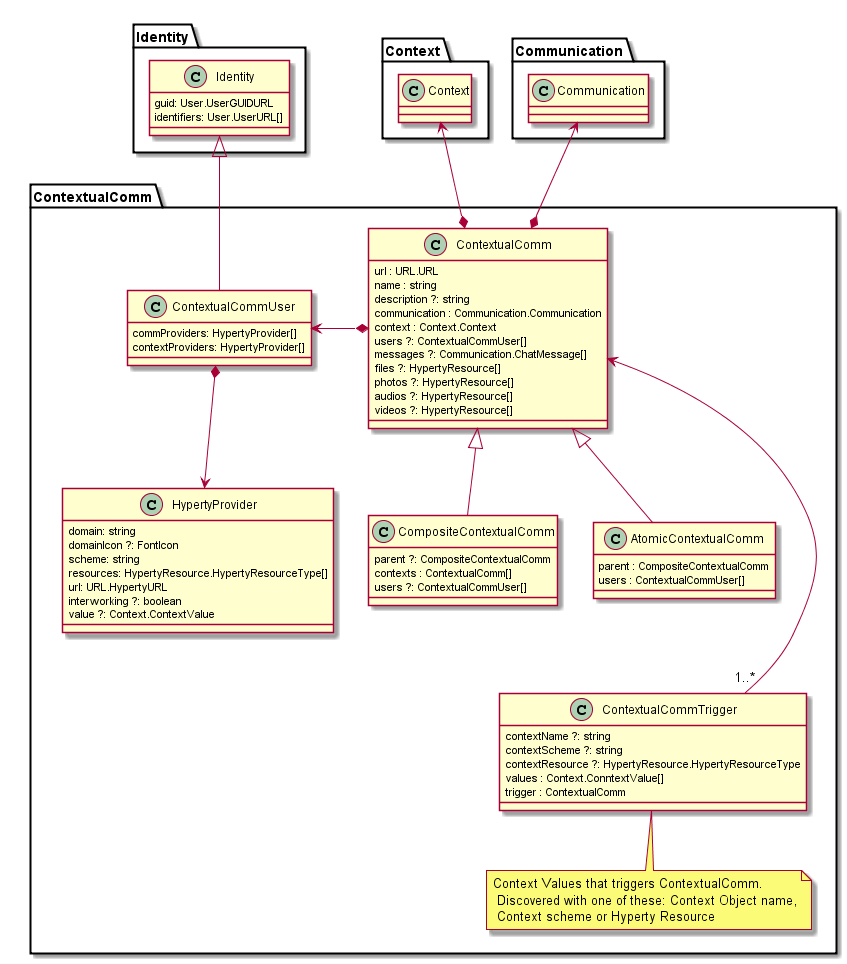 Identity
C Identity
guid: User.UserGUIDURL
identifiers: User.UserURL[]
Context
C Context
Communication
C Communication
ContextualComm
C ContextualComm
url : URL.URL
name : string
description ?: string
communication : Communication.Communication
context : Context.Context
users ?: ContextualCommUser[]
messages ?: Communication.ChatMessage[]
files ?: HypertyResource[]
photos ?: HypertyResource[]
audios ?: HypertyResource[]
videos ?: HypertyResource[]
C ContextualCommUser
commProviders: HypertyProvider[]
contextProviders: HypertyProvider[]
C HypertyProvider
domain: string
domainIcon ?: FontIcon
scheme: string
resources: HypertyResource.HypertyResourceType[]
url: URL.HypertyURL
interworking ?: boolean
value ?: Context.ContextValue
C CompositeContextualComm
parent ?: CompositeContextualComm
contexts : ContextualComm[]
users ?: ContextualCommUser[]
C AtomicContextualComm
parent : CompositeContextualComm
users : ContextualCommUser[]
1..*
C ContextualCommTrigger
contextName ?: string
contextScheme ?: string
contextResource ?: HypertyResource.HypertyResourceType
values : Context.ConntextValue[]
trigger : ContextualComm
Context Values that triggers ContextualComm.
Discovered with one of these: Context Object name,
Context scheme or Hyperty Resource